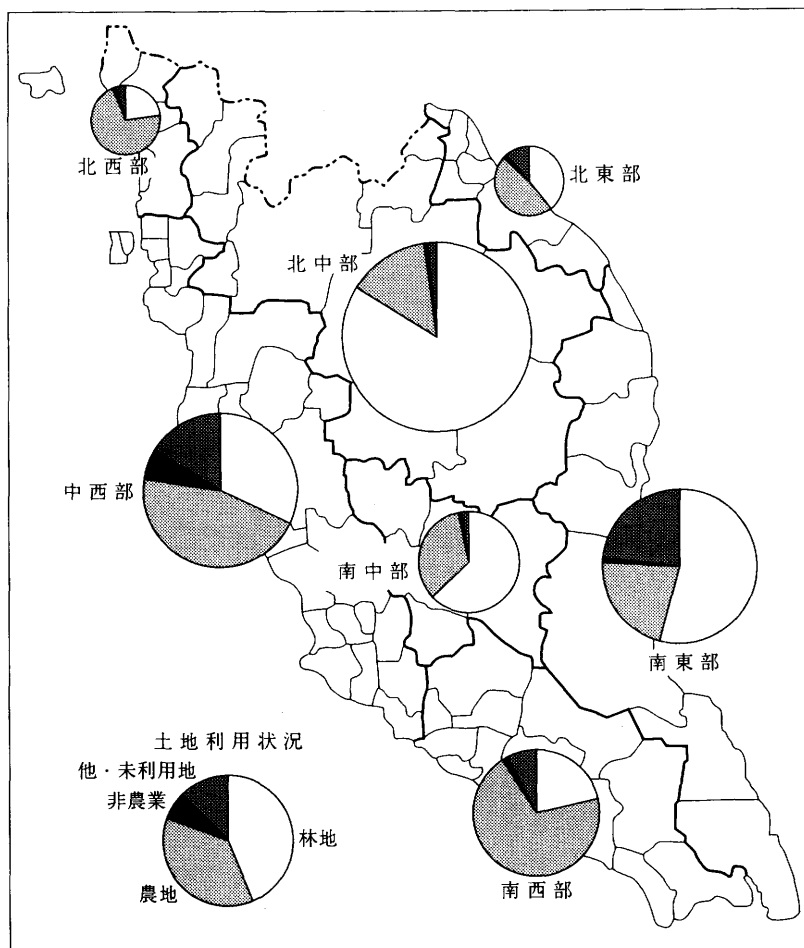 北西部
北東部
北中部
中西部
南中部
南東部
土地利用状況
他・未利用地
非農業
林地
農地
南西部